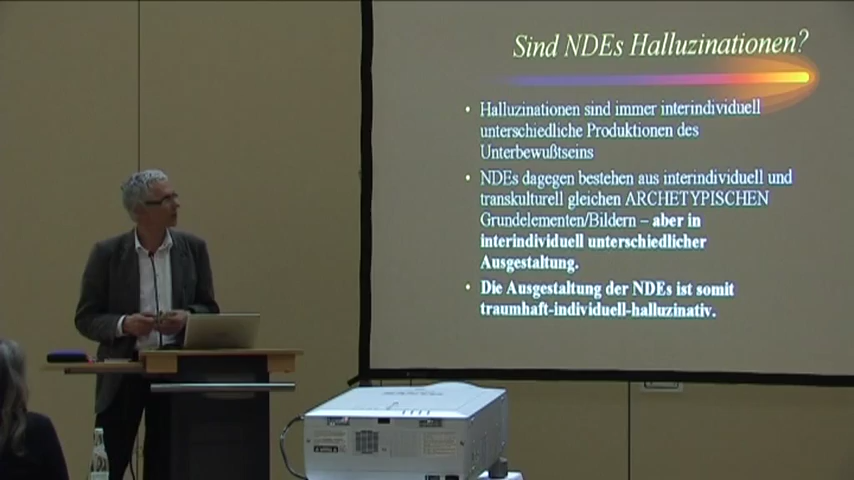 Sind NDEs Halluzinationen?
• Halluzinationen sind immer interindividuell
unterschiedliche Produktionen des
Unterbewußtseins
• NDEs dagegen bestehen aus interindividuell und
transkulturell gleichen ARCHETYPISCHEN
Grundelementen/Bildern – aber in
interindividuell unterschiedlicher
Ausgestaltung.
• Die Ausgestaltung der NDEs ist somit
traumhaft-individuell-halluzinativ.